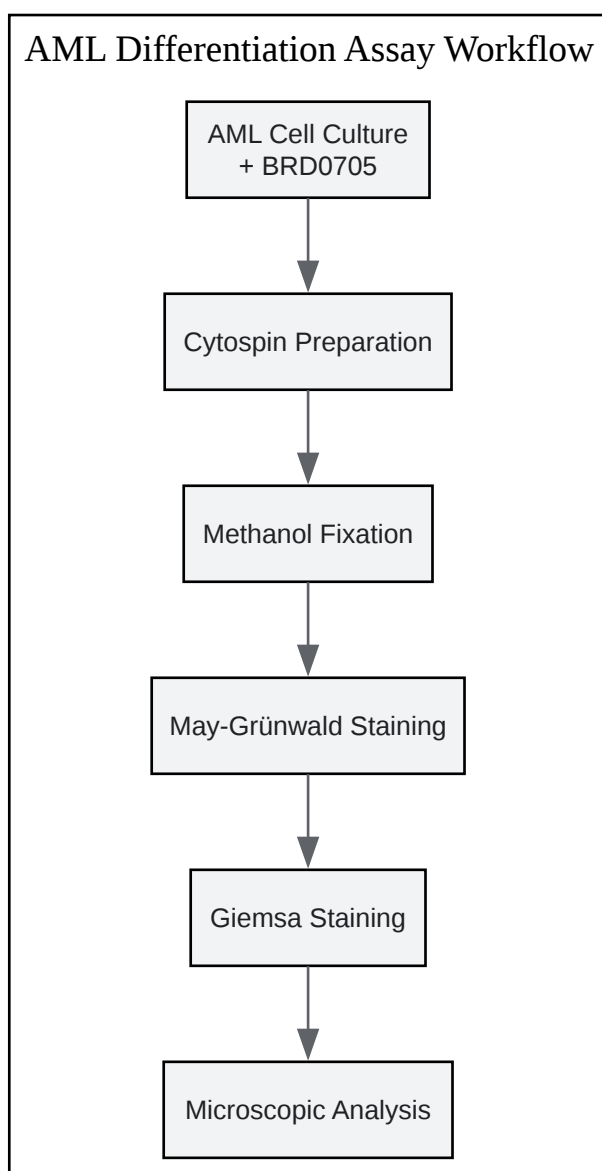 AML Differentiation Assay Workflow
AML Cell Culture
+ BRD0705
Cytospin Preparation
Methanol Fixation
May-Grünwald Staining
Giemsa Staining
Microscopic Analysis